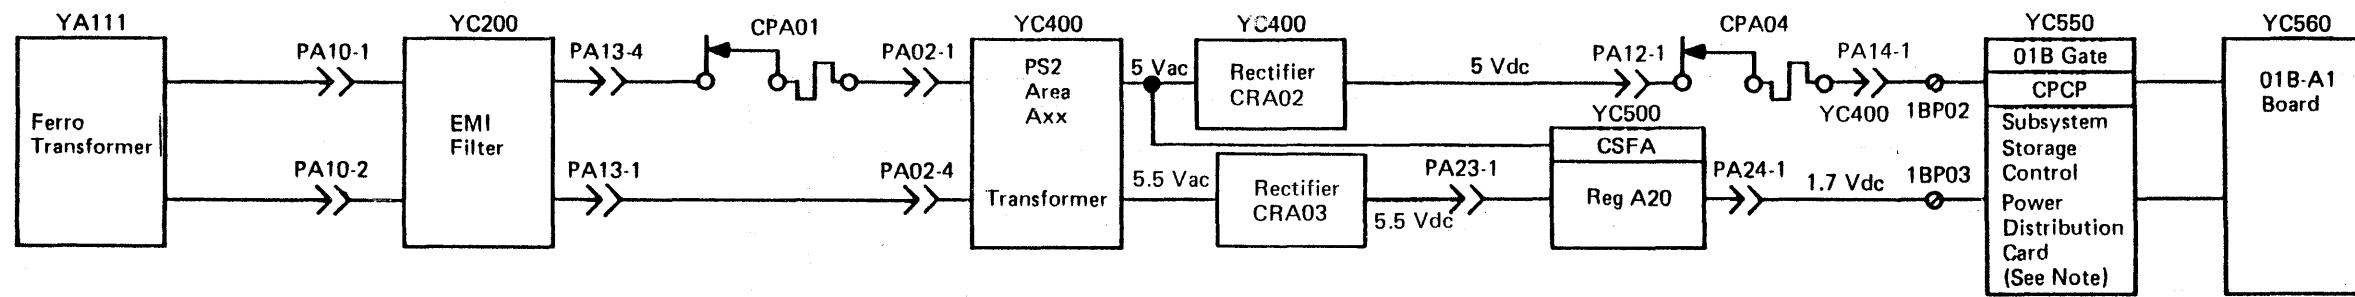 YA111
YC200
CPA01
YC400
YC400
CPA04
YC550
YC560
PA10-1
PA13-4
PA02-1
PA12-1
PA14-1
01B Gate
PS2
Area
Axx
5 Vac
Rectifier
CRA02
5 Vdc
01B-A1
Board
CPCP
YC500
YC400
1BP02
Ferro
Transformer
EMI
Filter
Subsystem
Storage
Control
Power
Distribution
Card
(See Note)
CSFA
PA10-2
PA13-1
PA02-4
5.5 Vac
PA23-1
PA24-1
1.7 Vdc
1BP03
Transformer
Rectifier
CRA03
5.5 Vdc
Reg A20